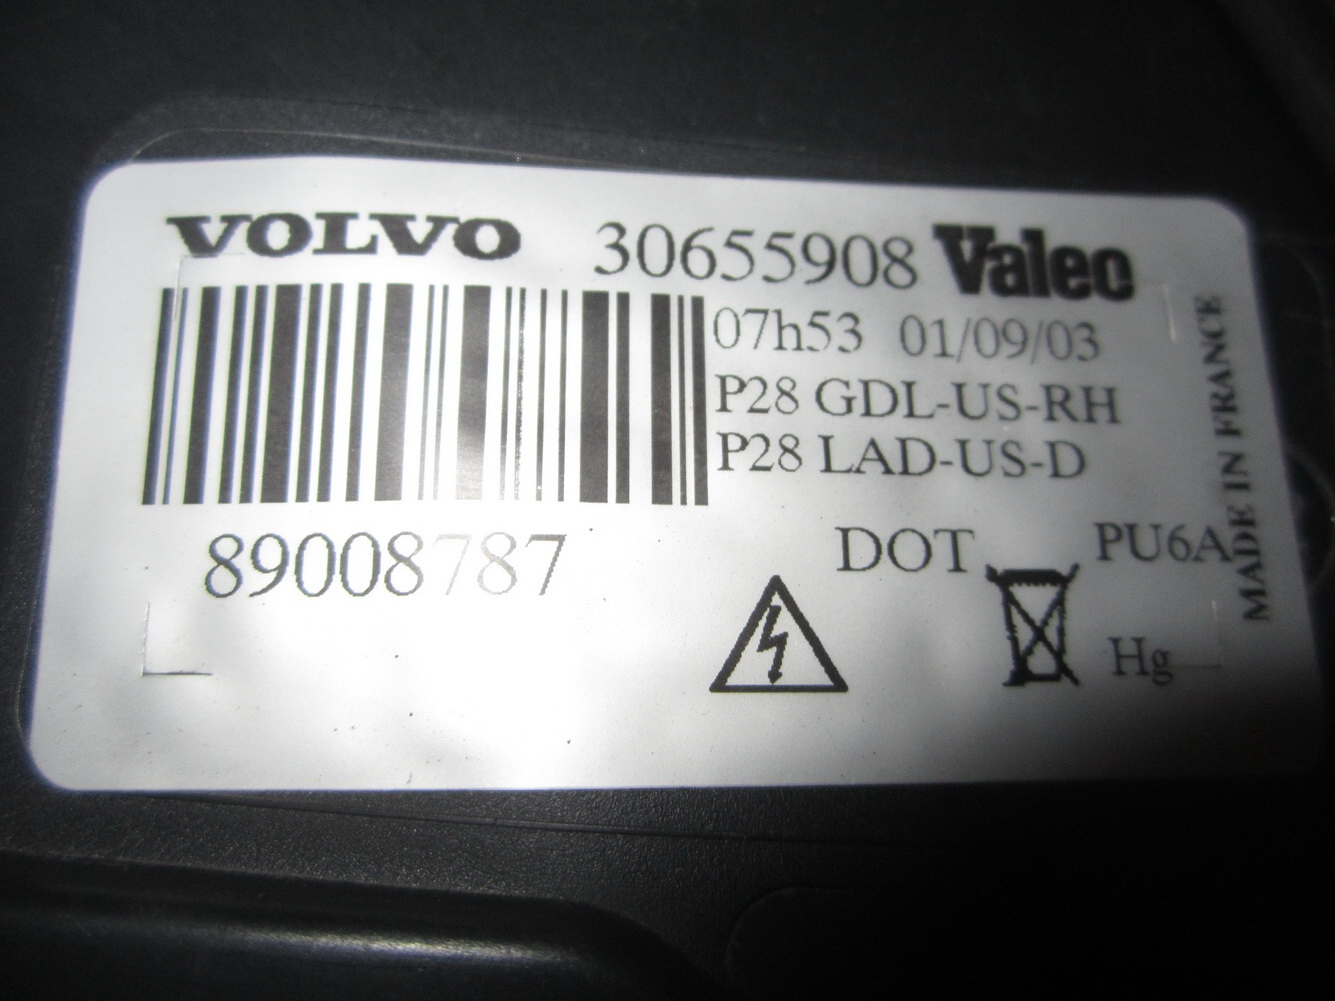 VOLVO 30655908 Valeo
07h53 01/09/03
P28 GDL-US-RH
P28 LAD-US-D
89008787
DOT PU6A
Hg
MADE IN FRANCE